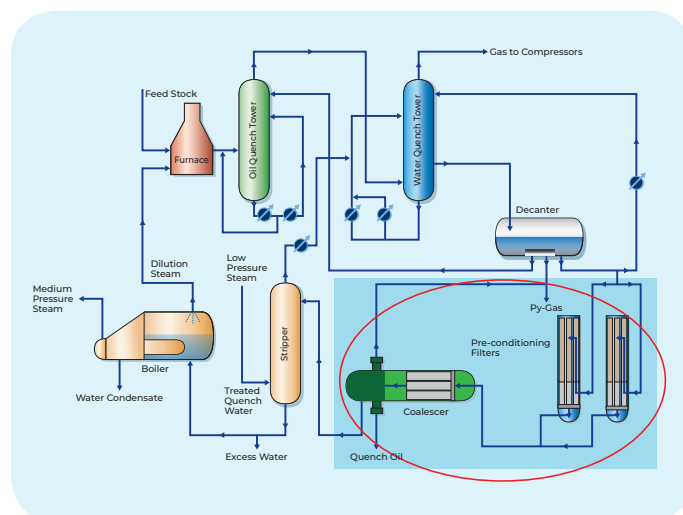 Gas to Compressors
Feed Stock
Furnace
Oil Quench Tower
Water Quench Tower
Decanter
Dilution
Steam
Low
Pressure
Steam
Medium
Pressure
Steam
Py-Gas
Pre-conditioning
Filters
Stripper
Boiler
Treated
Quench
Water
Coalescer
Water Condensate
Excess Water
Quench Oil